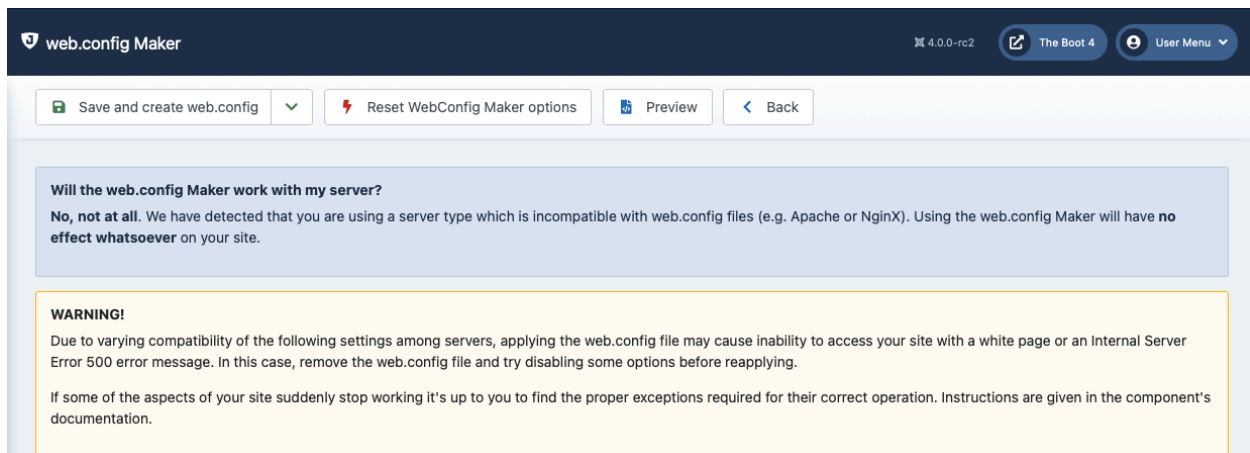 web.config Maker
4.0.0-rc2
The Boot 4
User Menu
Save and create web.config
Reset WebConfig Maker options
Preview
Back
Will the web.config Maker work with my server?
No, not at all. We have detected that you are using a server type which is incompatible with web.config files (e.g. Apache or NginX). Using the web.config Maker will have no
effect whatsoever on your site.
WARNING!
Due to varying compatibility of the following settings among servers, applying the web.config file may cause inability to access your site with a white page or an Internal Server
Error 500 error message. In this case, remove the web.config file and try disabling some options before reapplying.
If some of the aspects of your site suddenly stop working it's up to you to find the proper exceptions required for their correct operation. Instructions are given in the component's
documentation.